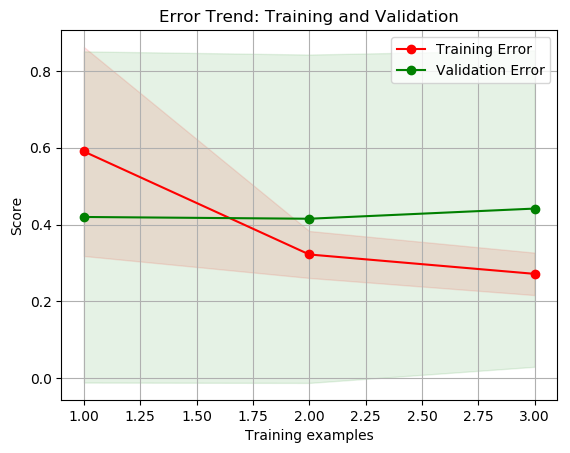 Error Trend: Training and Validation
Training Error
Validation Error
Score
0.8
0.6
0.4
0.2
0.0
1.00 1.25 1.50 1.75 2.00 2.25 2.50 2.75 3.00
Training examples